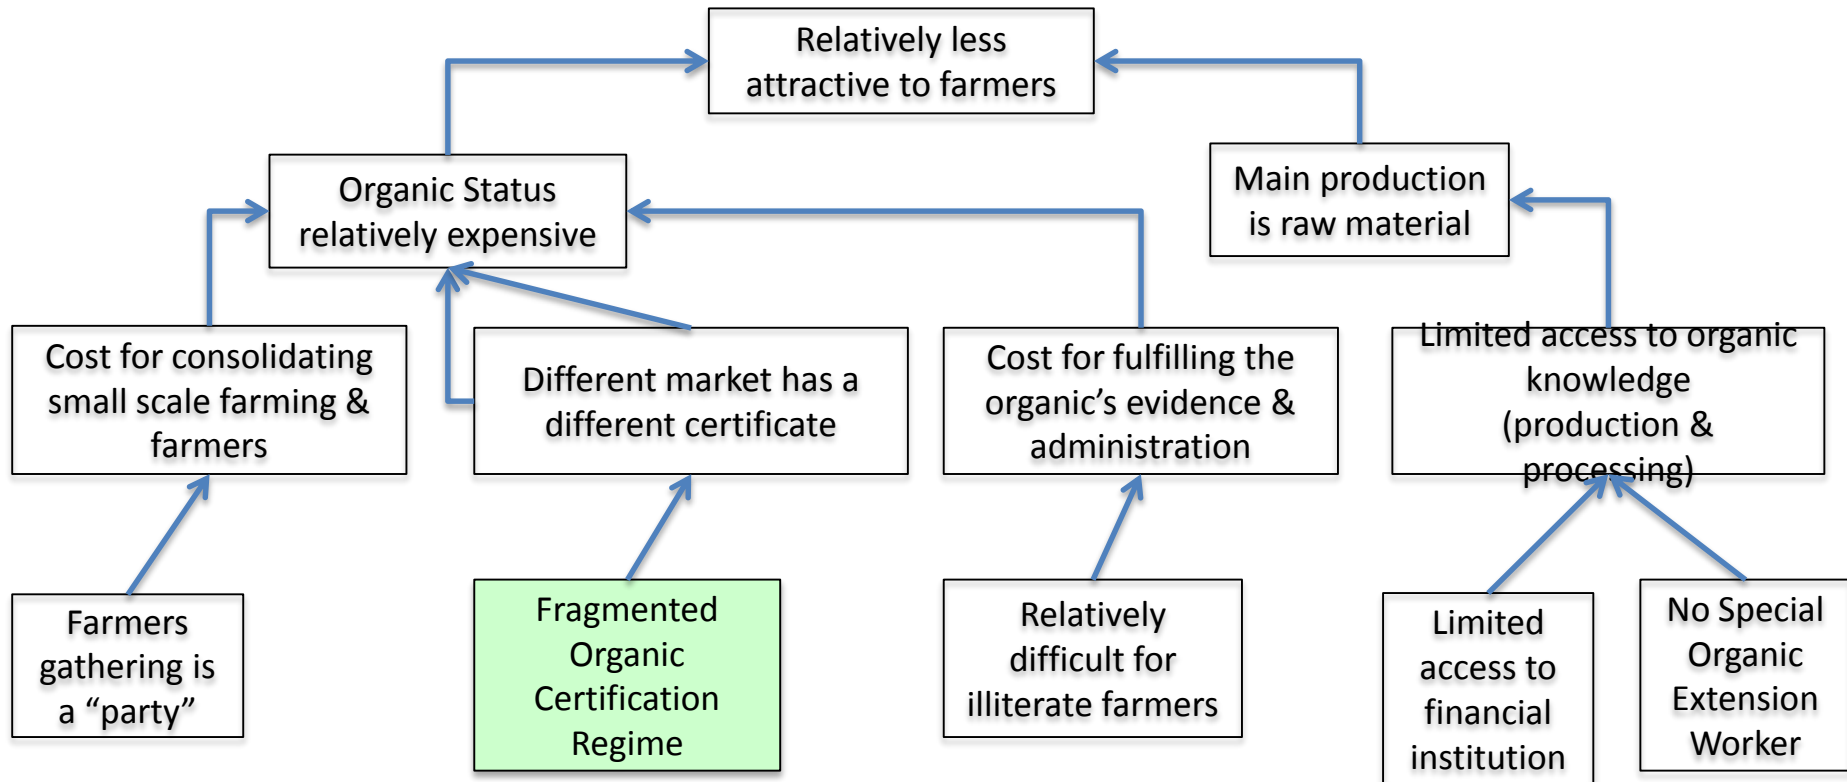 Relatively less
attractive to farmers
Organic Status
relatively expensive
Main production
is raw material
Cost for consolidating
small scale farming &
farmers
Different market has a
different certificate
Cost for fulfilling the
organic’s evidence &
administration
Limited access to organic
knowledge
(production &
processing)
Farmers
gathering is
a “party”
Fragmented
Organic
Certification
Regime
Relatively
difficult for
illiterate farmers
Limited
access to
financial
institution
No Special
Organic
Extension
Worker